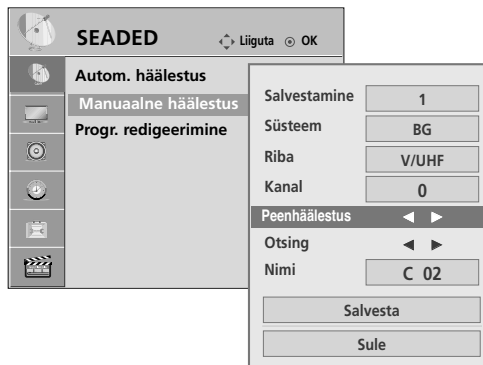 SEADED
Liiguta OK
Autom. häälestus
Manuaalne häälestus
Progr. redigeerimine
Salvestamine 1
Süsteem BG
Riba V/UHF
Kanal 0
Peenhäälestus ◀ ▶
Otsing ◀ ▶
Nimi C 02
Salvesta
Sule